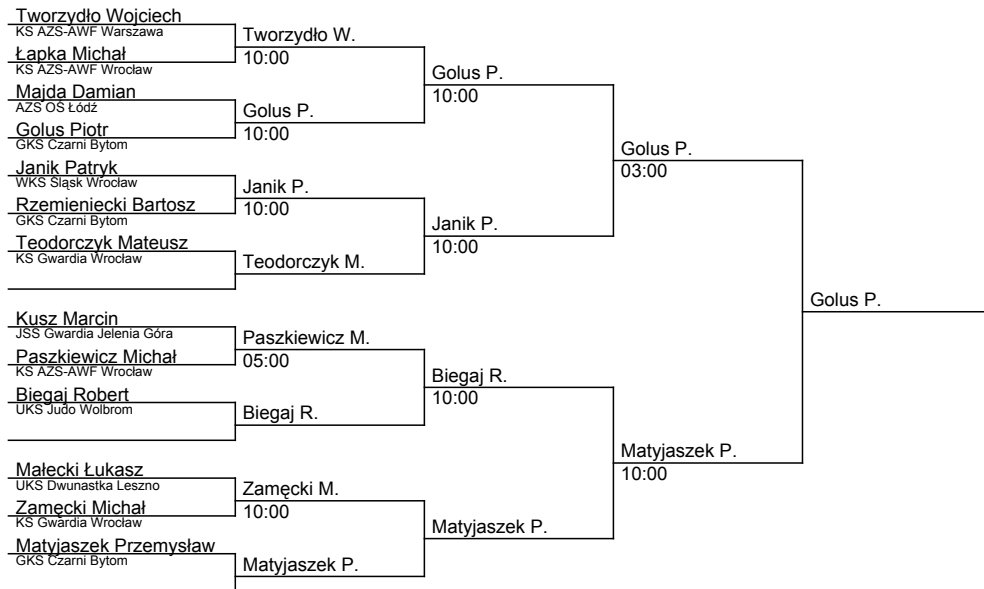 Tworzydło Wojciech
KS AZS-AWF Warszawa
Łapka Michał
KS AZS-AWF Wrocław
Majda Damian
AZS OŚ Łódź
Golus Piotr
GKS Czarni Bytom
Janik Patryk
WKS Śląsk Wrocław
Rzemieniecki Bartosz
GKS Czarni Bytom
Teodorczyk Mateusz
KS Gwardia Wrocław
Kusz Marcin
JSS Gwardia Jelenia Góra
Paszkiewicz Michał
KS AZS-AWF Wrocław
Biegaj Robert
UKS Judo Wolbrom
Małecki Łukasz
UKS Dwunastka Leszno
Zamęcki Michał
KS Gwardia Wrocław
Matyjaszek Przemysław
GKS Czarni Bytom
Tworzydło W.
10:00
Golus P.
10:00
Janik P.
10:00
Teodorczyk M.
Paszkiewicz M.
05:00
Biegaj R.
Zamęcki M.
10:00
Matyjaszek P.
Golus P.
10:00
Janik P.
10:00
Biegaj R.
10:00
Matyjaszek P.
Golus P.
03:00
Matyjaszek P.
10:00
Golus P.